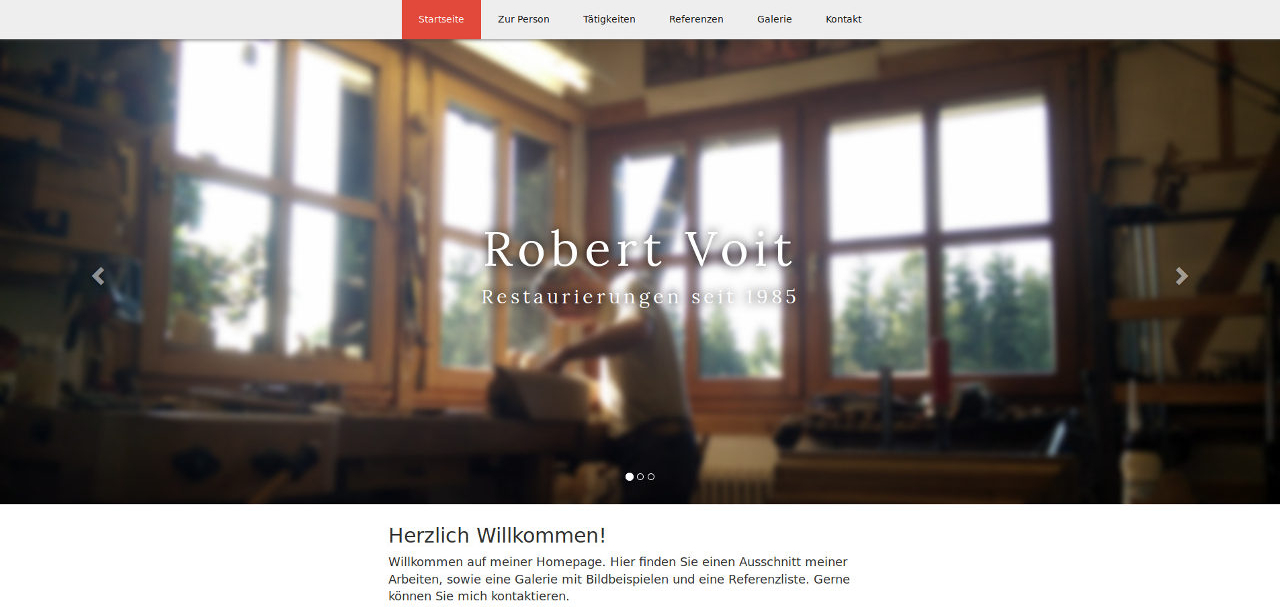 Startseite Zur Person Tätigkeiten Referenzen Galerie Kontakt
Robert Voit
Restaurierungen seit 1985
Herzlich Willkommen!
Willkommen auf meiner Homepage. Hier finden Sie einen Ausschnitt meiner
Arbeiten, sowie eine Galerie mit Bildbeispielen und eine Referenzliste. Gerne
können Sie mich kontaktieren.